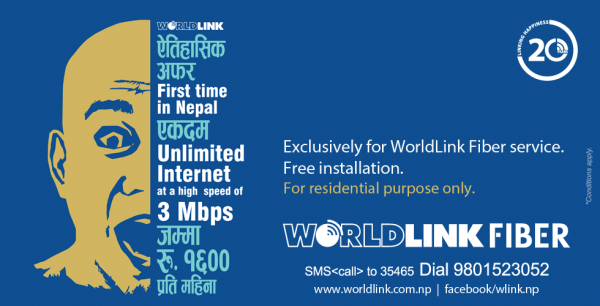 WORLDLINK
ऐतिहासिक
अफर
First time
in Nepal
एकदम
Unlimited
Internet
at a high speed of
3 Mbps
जम्मा
रू. १६००
प्रति महिना
LINKING HAPPINESS
20
Exclusively for WorldLink Fiber service.
Free installation.
For residential purpose only.
*Conditions apply.
WORLDLINK FIBER
SMS<call> to 35465 Dial 9801523052
www.worldlink.com.np | facebook/wlink.np